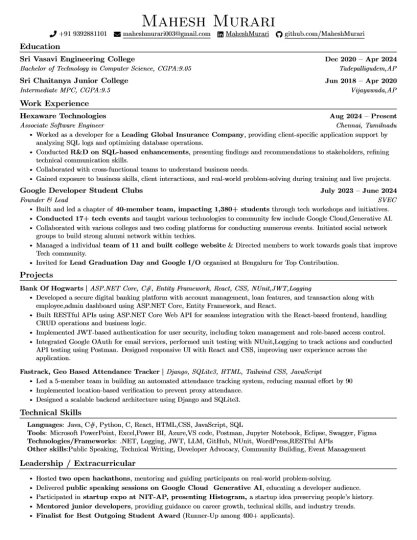 Mahesh Murari
+91 9392881101 maheshmurari003@gmail.com MaheshMurari github.com/MaheshMurari
Education
Sri Vasavi Engineering College Dec 2020 – Apr 2024
Bachelor of Technology in Computer Science, CGPA:9.05 Tadepalligudem,AP
Sri Chaitanya Junior College Jun 2018 – Apr 2020
Intermediate MPC, CGPA:9.5 Vijayawada,AP
Work Experience
Hexaware Technologies Aug 2024 – Present
Associate Software Engineer Chennai, Tamilnadu
• Worked as a developer for a Leading Global Insurance Company, providing client-specific application support by
analyzing SQL logs and optimizing database operations.
• Conducted R&D on SQL-based enhancements, presenting findings and recommendations to stakeholders, refining
technical communication skills.
• Collaborated with cross-functional teams to understand business needs.
• Gained exposure to business skills, client interactions, and real-world problem-solving during training and live projects.
Google Developer Student Clubs July 2023 – June 2024
Founder & Lead SVEC
• Built and led a chapter of 40-member team, impacting 1,380+ students through tech workshops and initiatives.
• Conducted 17+ tech events and taught various technologies to community few include Google Cloud,Generative AI.
• Collaborated with various colleges and two coding platforms for conducting numerous events. Initiated social network
groups to build strong alumni network within techies.
• Managed a individual team of 11 and built college website & Directed members to work towards goals that improve
Tech community.
• Invited for Lead Graduation Day and Google I/O organised at Bengaluru for Top Contribution.
Projects
Bank Of Hogwarts | ASP.NET Core, C#, Entity Framework, React, CSS, NUnit,JWT,Logging
• Developed a secure digital banking platform with account management, loan features, and transaction along with
employee,admin dashboard using ASP.NET Core, Entity Framework, and React.
• Built RESTful APIs using ASP.NET Core Web API for seamless integration with the React-based frontend, handling
CRUD operations and business logic.
• Implemented JWT-based authentication for user security, including token management and role-based access control.
• Integrated Google OAuth for email services, performed unit testing with NUnit,Logging to track actions and conducted
API testing using Postman. Designed responsive UI with React and CSS, improving user experience across the
application.
Fastrack, Geo Based Attendance Tracker | Django, SQLite3, HTML, Tailwind CSS, JavaScript
• Led a 5-member team in building an automated attendance tracking system, reducing manual effort by 90
• Implemented location-based verification to prevent proxy attendance.
• Designed a scalable backend architecture using Django and SQLite3.
Technical Skills
Languages: Java, C#, Python, C, React, HTML,CSS, JavaScript, SQL
Tools: Microsoft PowerPoint, Excel,Power BI, Azure,VS code, Postman, Jupyter Notebook, Eclipse, Swagger, Figma
Technologies/Frameworks: .NET, Logging, JWT, LLM, GitHub, NUnit, WordPress,RESTful APIs
Other skills:Public Speaking, Technical Writing, Developer Advocacy, Community Building, Event Management
Leadership / Extracurricular
• Hosted two open hackathons, mentoring and guiding participants on real-world problem-solving.
• Delivered public speaking sessions on Google Cloud Generative AI, educating a developer audience.
• Participated in startup expo at NIT-AP, presenting Histogram, a startup idea preserving people's history.
• Mentored junior developers, providing guidance on career growth, technical skills, and industry trends.
• Finalist for Best Outgoing Student Award (Runner-Up among 400+ applicants).